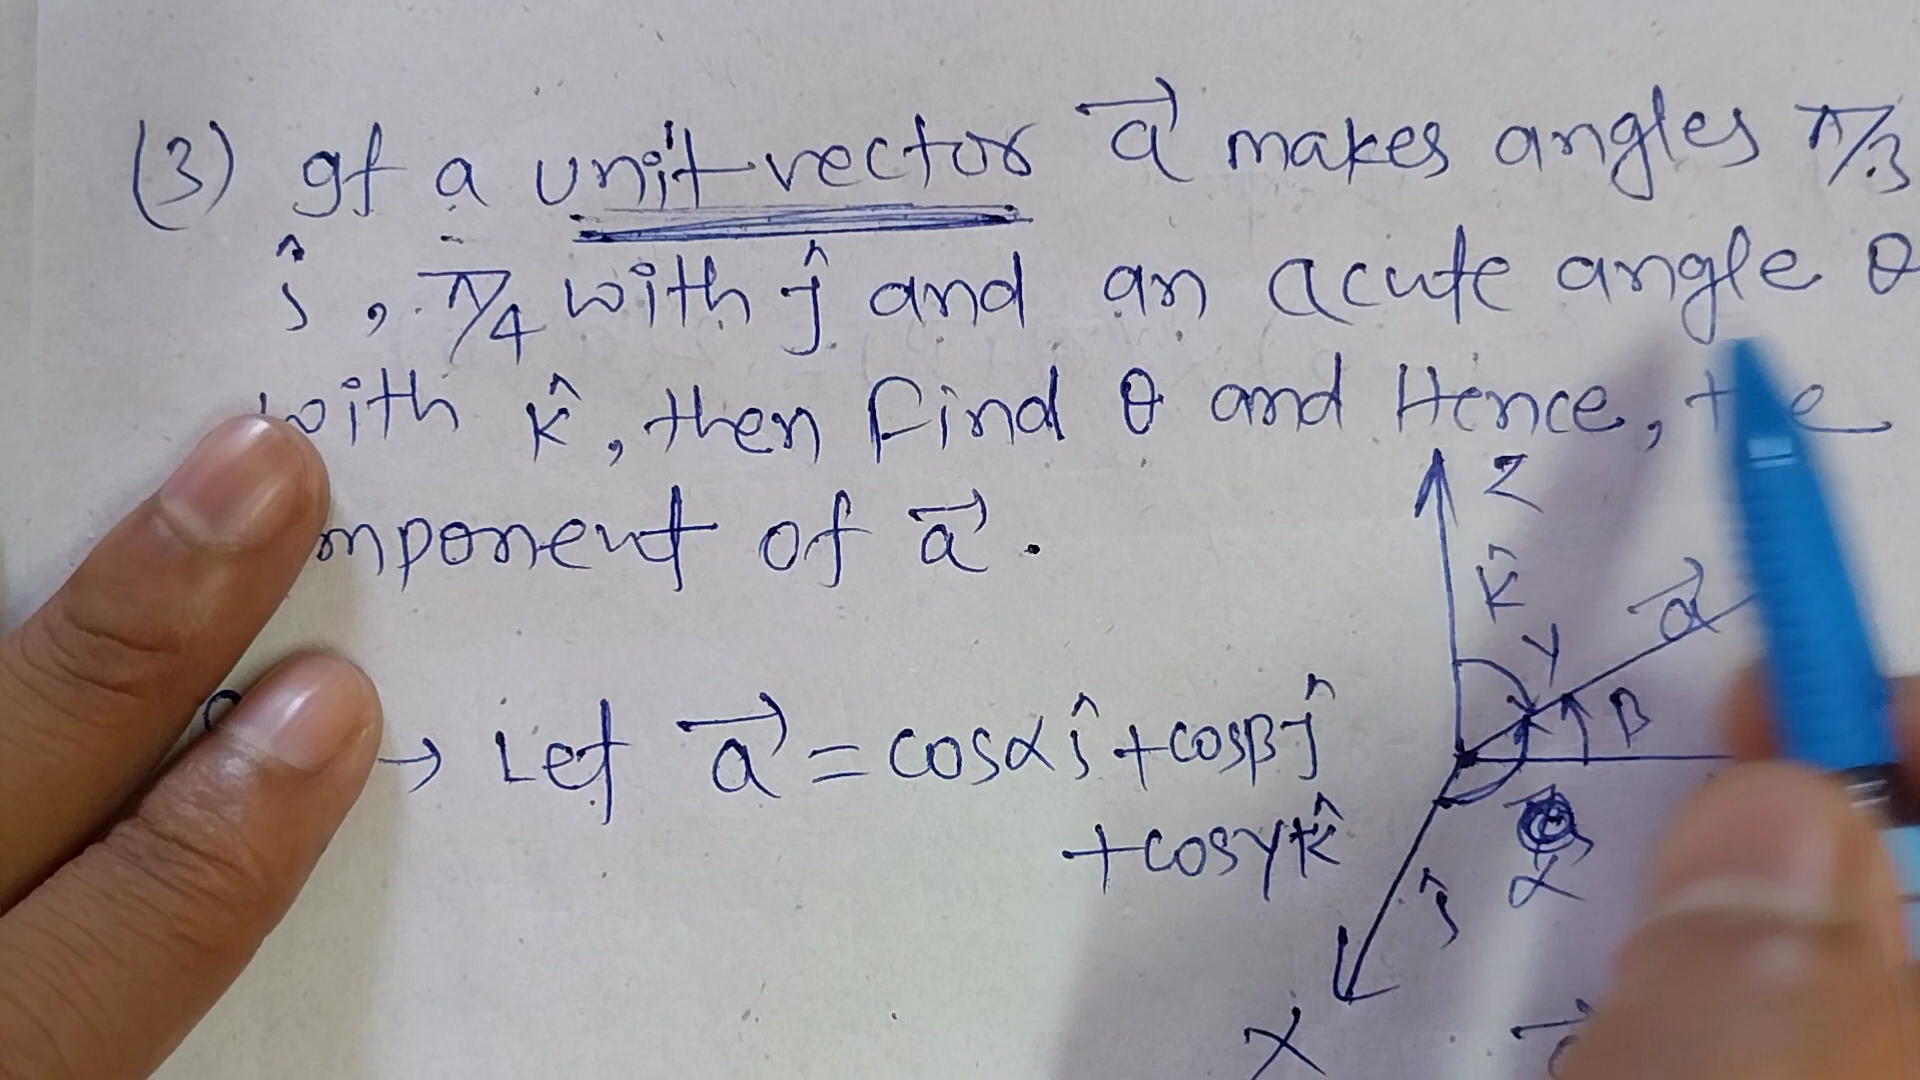 (3) If a unit vector a⃗ makes angles π/3
î, π/4 with ĵ and an acute angle θ
with k̂, then find θ and Hence, the
mponent of a⃗.
Z
k̂
a⃗
γ
β
→ Let a⃗ = cosα î + cosβ ĵ
+ cosγ k̂
α
î
X